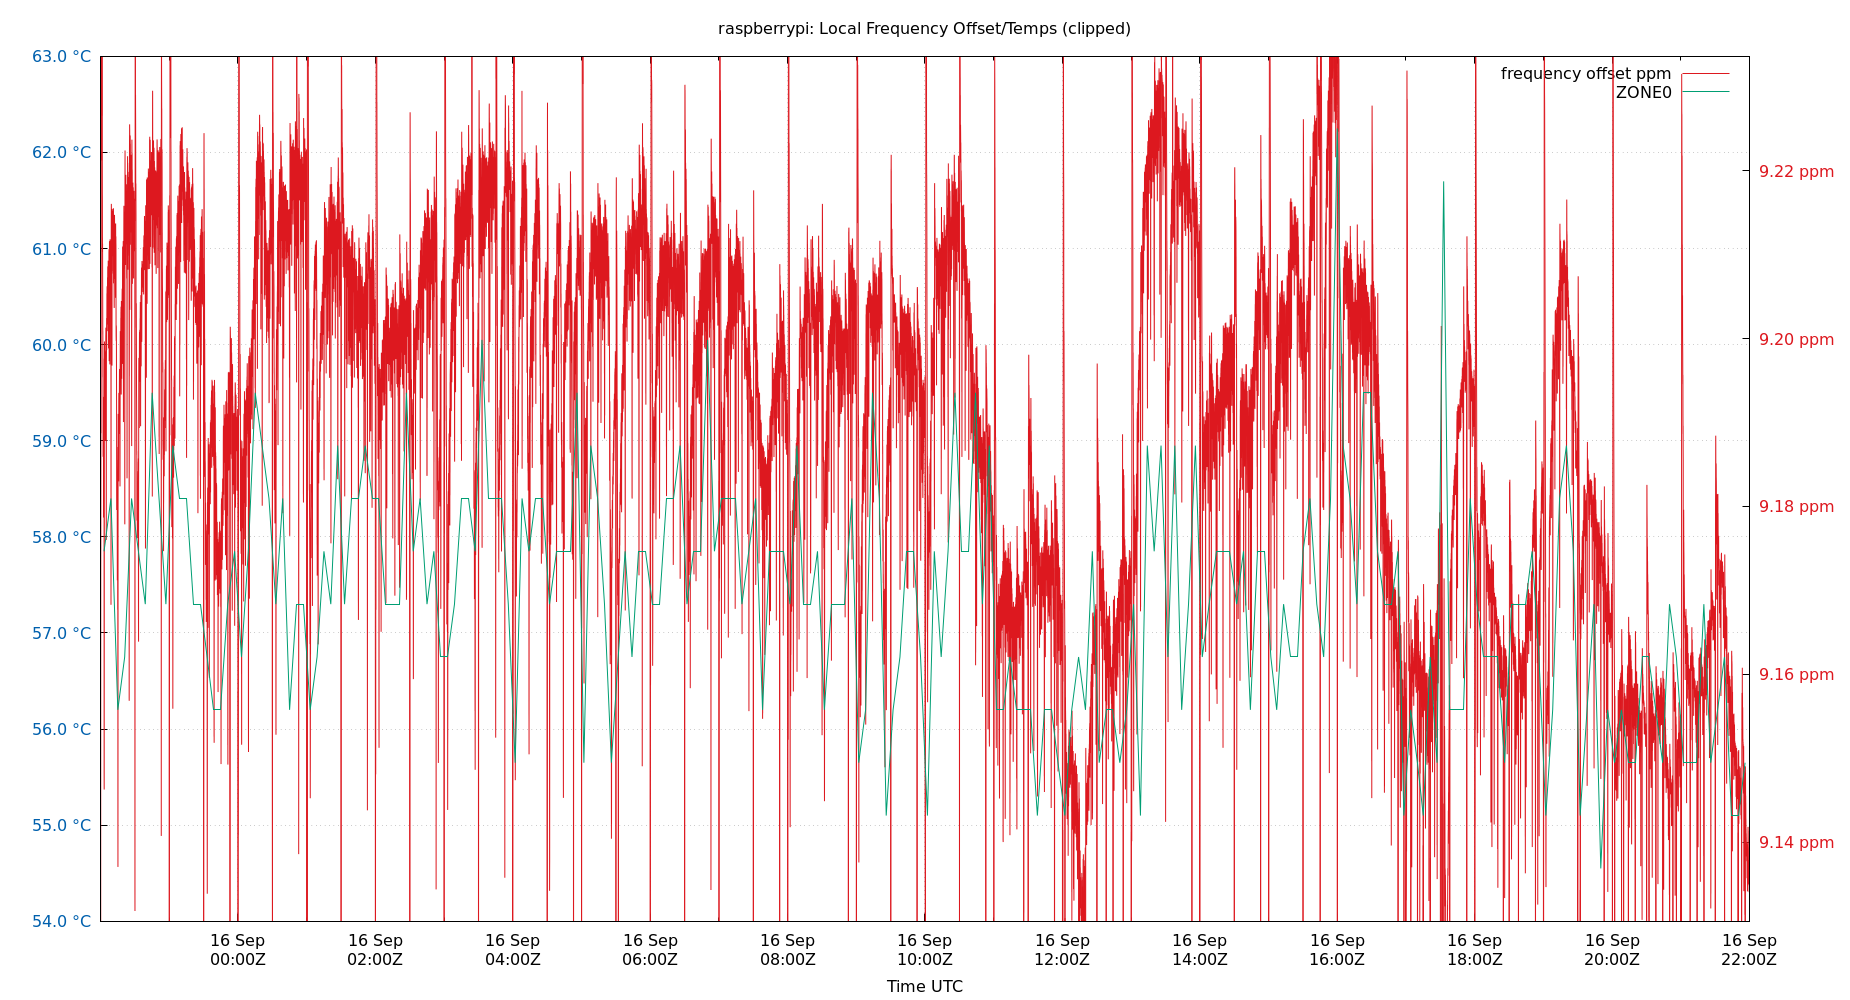 raspberrypi: Local Frequency Offset/Temps (clipped)
frequency offset ppm
ZONE0
63.0 °C
62.0 °C
61.0 °C
60.0 °C
59.0 °C
58.0 °C
57.0 °C
56.0 °C
55.0 °C
54.0 °C
9.22 ppm
9.20 ppm
9.18 ppm
9.16 ppm
9.14 ppm
16 Sep 16 Sep 16 Sep 16 Sep 16 Sep 16 Sep 16 Sep 16 Sep 16 Sep 16 Sep 16 Sep 16 Sep
00:00Z 02:00Z 04:00Z 06:00Z 08:00Z 10:00Z 12:00Z 14:00Z 16:00Z 18:00Z 20:00Z 22:00Z
Time UTC